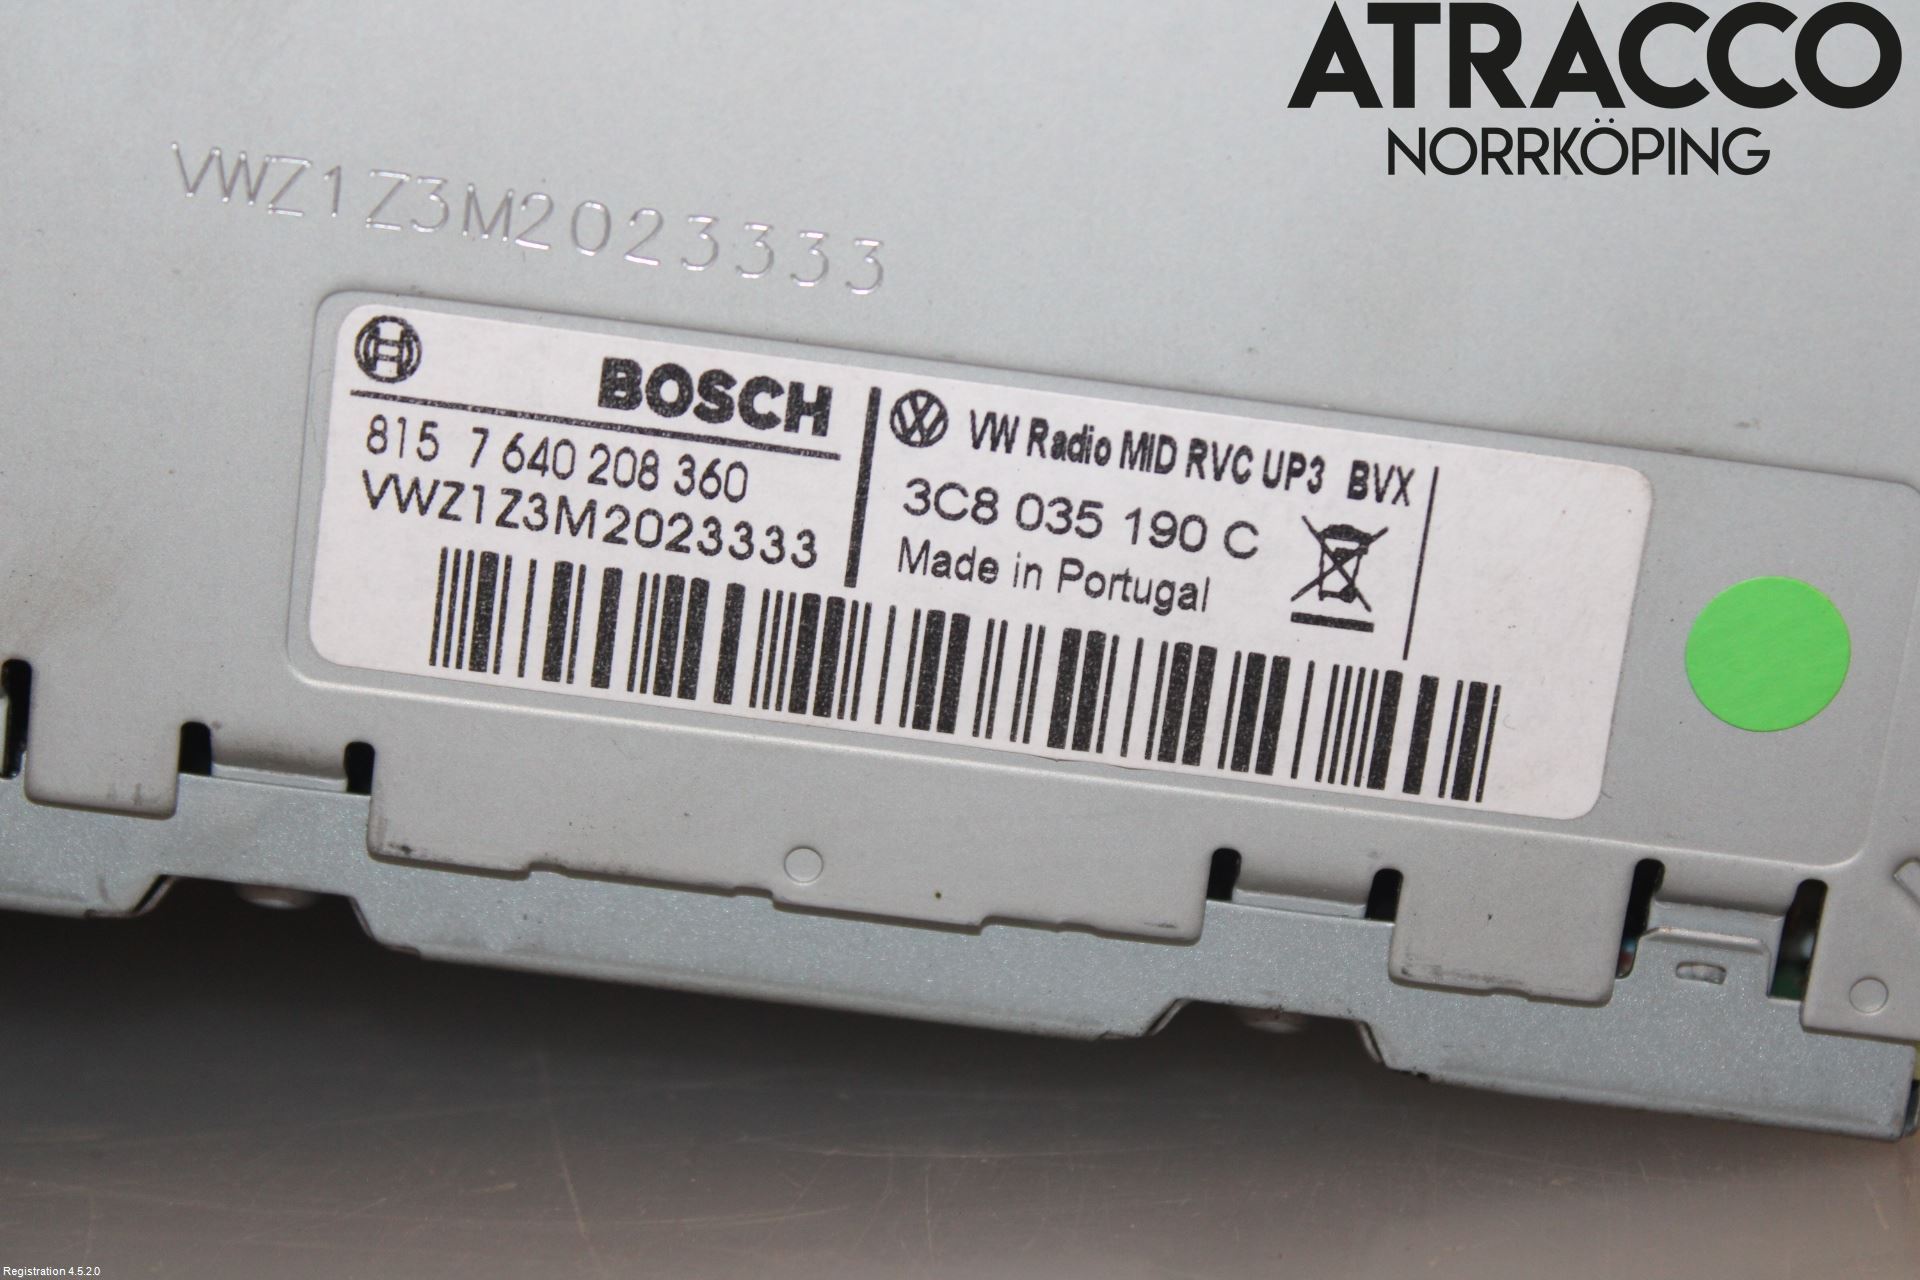 ATRACCO
NORRKÖPING
VWZ1Z3M2023333
BOSCH
815 7 640 208 360
VWZ1Z3M2023333
VW Radio MID RVC UP3 BVX
3C8 035 190 C
Made in Portugal
Registration 4.5.2.0